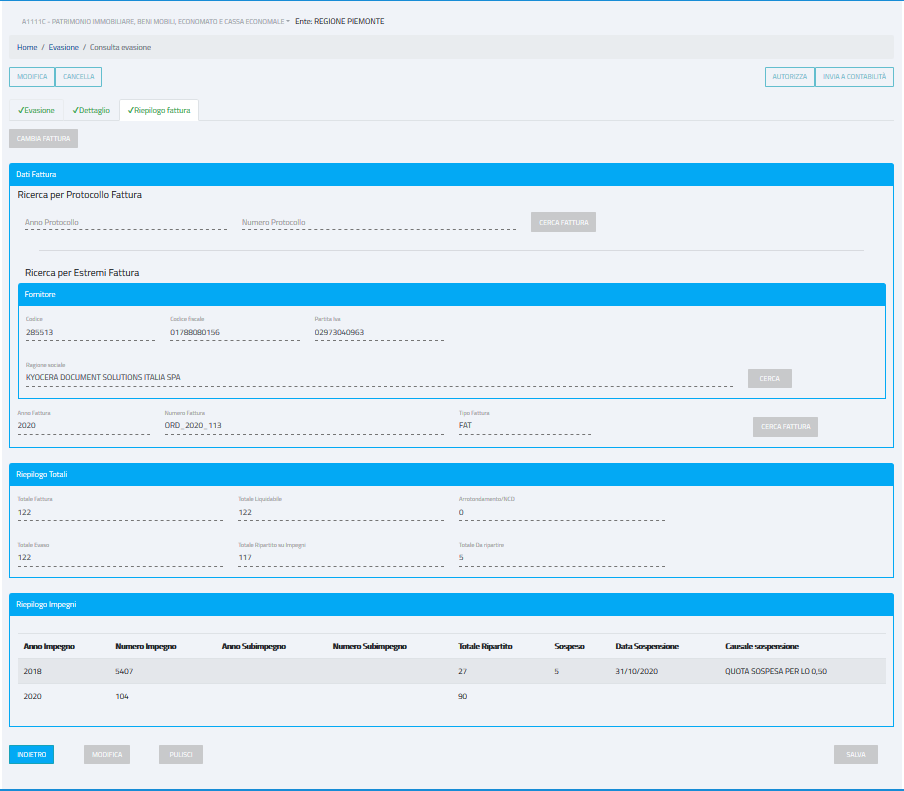 A1111C - PATRIMONIO IMMOBILIARE, BENI MOBILI, ECONOMATO E CASSA ECONOMALE Ente: REGIONE PIEMONTE
Home / Evasione / Consulta evasione
MODIFICA CANCELLA AUTORIZZA INVIA A CONTABILITÀ
✓Evasione ✓Dettaglio ✓Riepilogo fattura
CAMBIA FATTURA
Dati Fattura
Ricerca per Protocollo Fattura
Anno Protocollo Numero Protocollo CERCA FATTURA
Ricerca per Estremi Fattura
Fornitore
Codice Codice fiscale Partita Iva
285513 01788080156 02973040963
Ragione sociale
KYOCERA DOCUMENT SOLUTIONS ITALIA SPA CERCA
Anno Fattura Numero Fattura Tipo Fattura
2020 ORD_2020_113 FAT CERCA FATTURA
Riepilogo Totali
Totale Fattura Totale Liquidabile Arrotondamento/NCD
122 122 0
Totale Evaso Totale Ripartito su Impegni Totale Da ripartire
122 117 5
Riepilogo Impegni
Anno Impegno Numero Impegno Anno Subimpegno Numero Subimpegno Totale Ripartito Sospeso Data Sospensione Causale sospensione
2018 5407 27 5 31/10/2020 QUOTA SOSPESA PER LO 0,50
2020 104 90
INDIETRO MODIFICA PULISCI SALVA